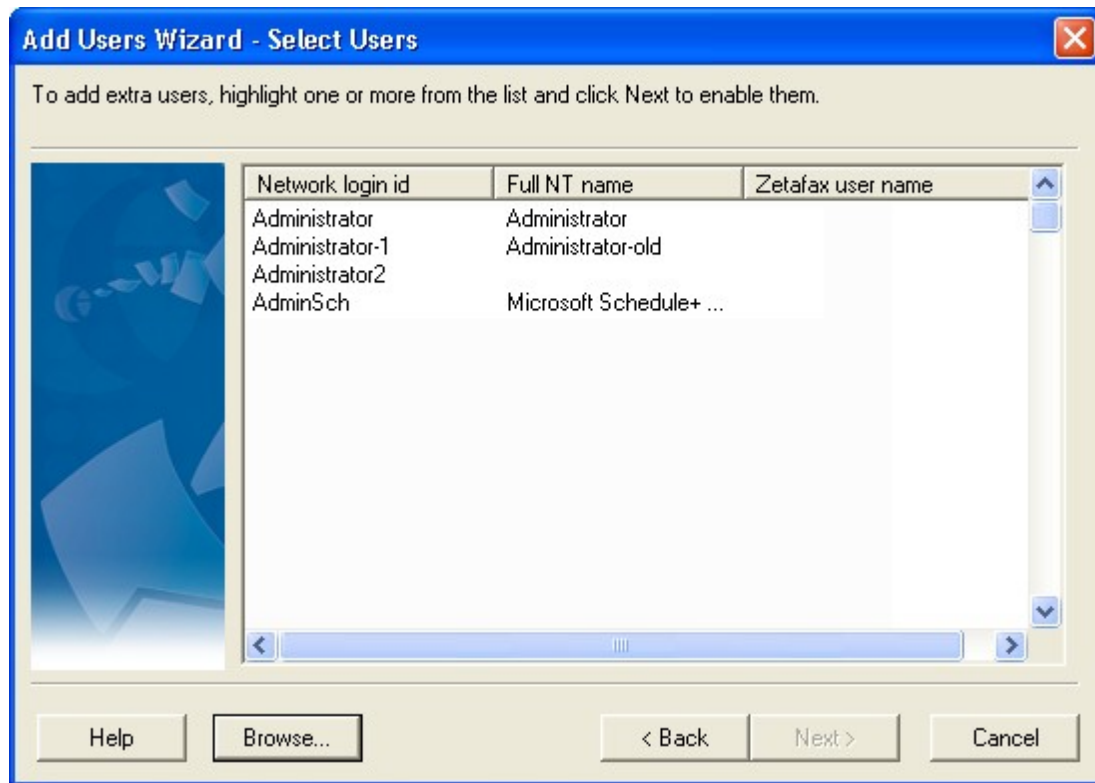 Add Users Wizard - Select Users
To add extra users, highlight one or more from the list and click Next to enable them.
Network login id Full NT name Zetafax user name
Administrator Administrator
Administrator-1 Administrator-old
Administrator2
AdminSch Microsoft Schedule+ ...
Help Browse... < Back Next > Cancel